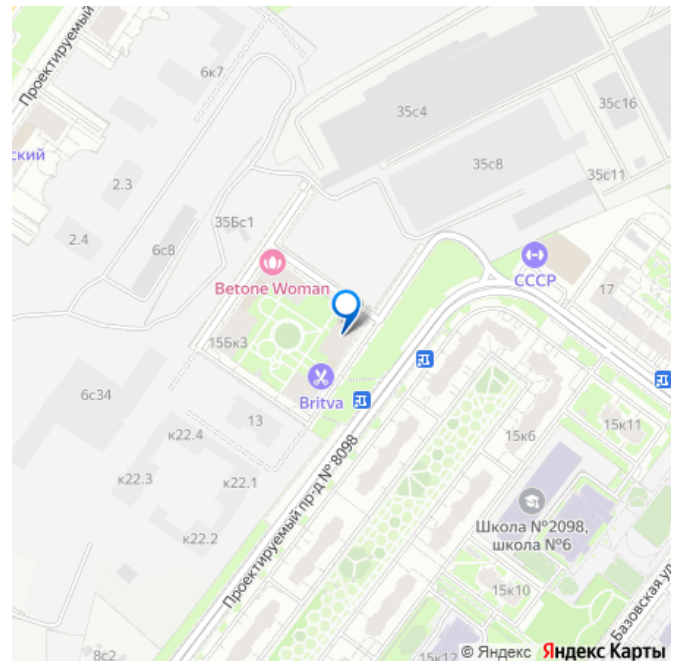 Проектируемый
6к7
35с4
35с16
ский
2.3
35с8
35с11
2.4
6с8
35Бс1
Betone Woman
СССР
17
15Бк3
Britva
6с34
13
к22.4
к22.3
к22.1
к22.2
15к6
15к11
Проектируемый пр-д № 8098
Школа №2098,
школа №6
15к10
Базовская ул
8с2
15к12
© Яндекс Яндекс Карты